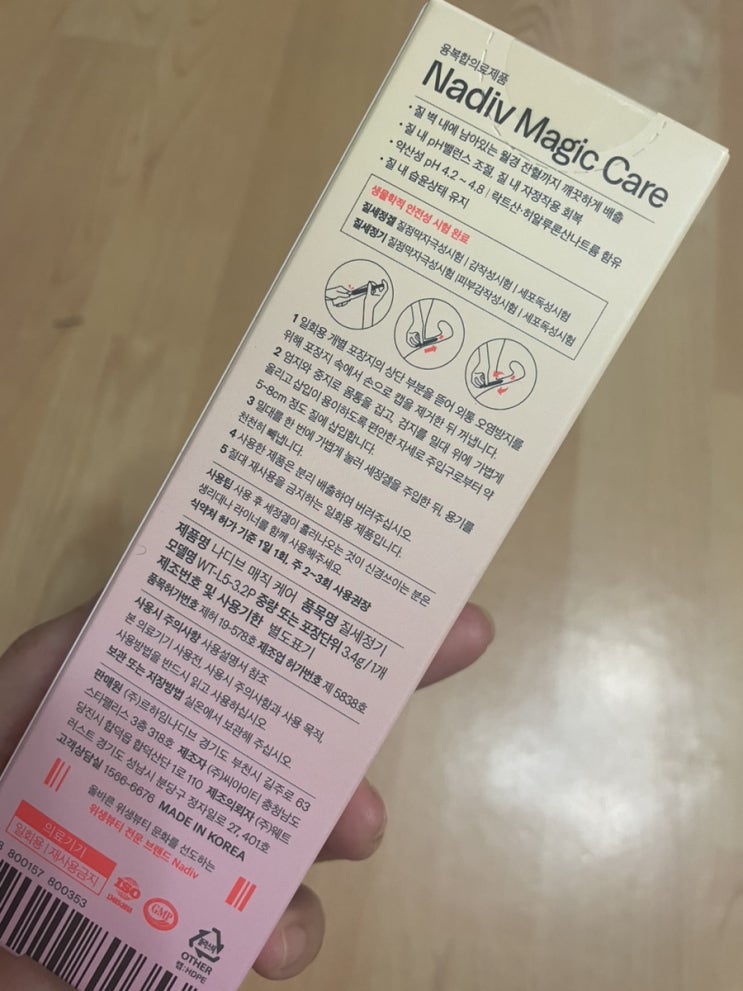 융복합의료제품
Nadiv Magic Care
• 질 벽 내에 남아있는 월경 잔혈까지 깨끗하게 배출
• 질 내 pH밸런스 조절, 질 내 자정작용 회복
• 약산성 pH 4.2 ~ 4.8 | 락트산·히알루론산나트륨 함유
• 질 내 습윤상태 유지
생물학적 안전성 시험 완료
질세정겔 질점막자극성시험 | 감작성시험 | 세포독성시험
질세정기 질점막자극성시험 | 피부감작성시험 | 세포독성시험
1 일회용 개별 포장지의 상단 부분을 뜯어 외통 오염방지를
위해 포장지 속에서 손으로 캡을 제거한 뒤 꺼냅니다.
2 엄지와 중지로 몸통을 잡고, 검지를 밀대 위에 가볍게
올리고 삽입이 용이하도록 편안한 자세로 주입구로부터 약
5-8cm 정도 질에 삽입합니다.
3 밀대를 한 번에 가볍게 눌러 세정겔을 주입한 뒤, 용기를
천천히 빼냅니다.
4 사용한 제품은 분리 배출하여 버려주십시오
5 절대 재사용을 금지하는 일회용 제품입니다.
사용팁 사용 후 세정겔이 흘러나오는 것이 신경쓰이는 분은
생리대나 라이너를 함께 사용해주세요
식약처 허가 기준 1일 1회, 주 2~3회 사용권장
제품명 나디브 매직 케어 품목명 질세정기
모델명 WT-L5-3.2P 중량 또는 포장단위 3.4g / 1개
제조번호 및 사용기한 별도표기
품목허가번호 제허 19-578호 제조업 허가번호 제 5838호
사용시 주의사항 사용설명서 참조
본 의료기기 사용전, 사용시 주의사항과 사용 목적,
사용방법을 반드시 읽고 사용하십시오
보관 또는 저장방법 실온에서 보관해 주십시오
판매원 (주)르하임나디브 경기도 부천시 길주로 63
스타팰리스 3층 318호 제조자 (주)씨아이티 충청남도
당진시 합덕읍 합덕산단 1로 110 제조의뢰자 (주)웨트
러스트 경기도 성남시 분당구 정자일로 27, 401호
고객상담실 1566-6676 MADE IN KOREA
올바른 위생뷰티 문화를 선도하는
위생뷰티 전문 브랜드 Nadiv
의료기기
일회용 | 재사용금지
8 800157 800353
ISO
GMP
OTHER
캡:HDPE